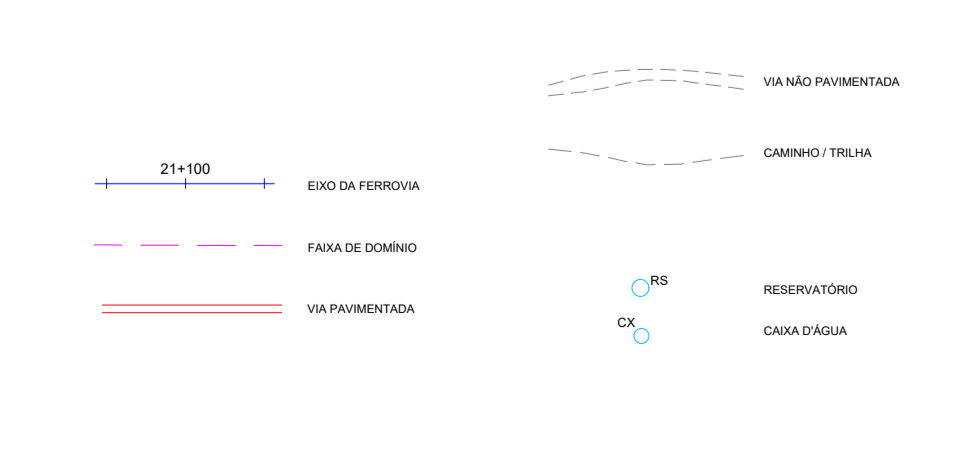 21+100
EIXO DA FERROVIA
FAIXA DE DOMÍNIO
VIA PAVIMENTADA
VIA NÃO PAVIMENTADA
CAMINHO / TRILHA
RS
RESERVATÓRIO
CX
CAIXA D'ÁGUA